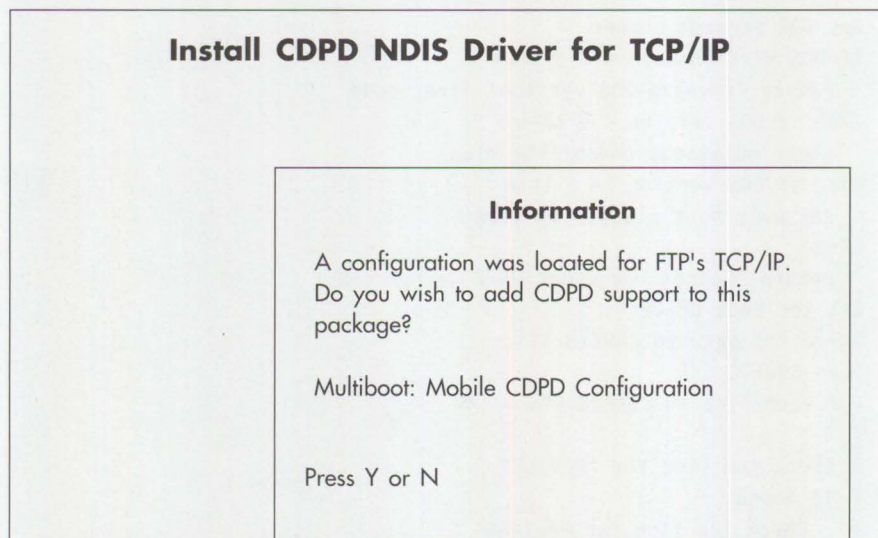 Install CDPD NDIS Driver for TCP/IP
Information
A configuration was located for FTP's TCP/IP.
Do you wish to add CDPD support to this
package?
Multiboot: Mobile CDPD Configuration
Press Y or N